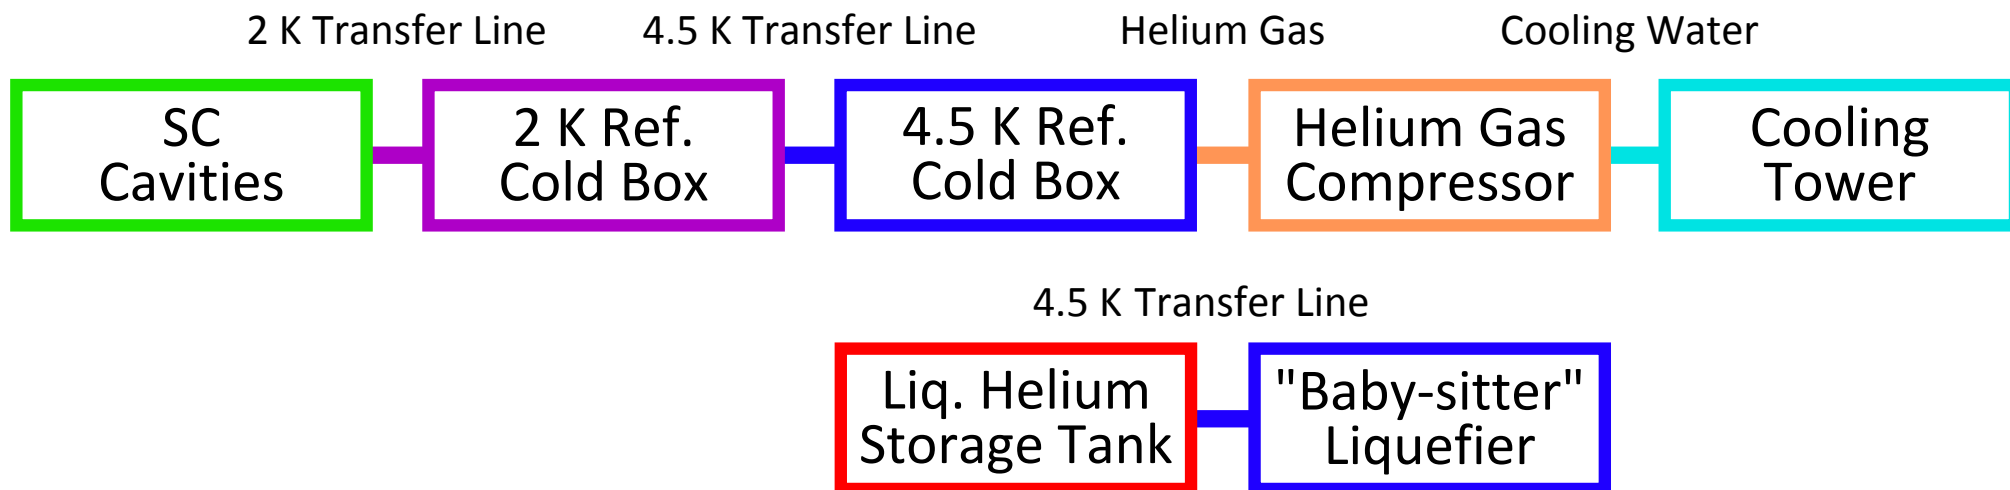 2 K Transfer Line
4.5 K Transfer Line
Helium Gas
Cooling Water
SC
Cavities
2 K Ref.
Cold Box
4.5 K Ref.
Cold Box
Helium Gas
Compressor
Cooling
Tower
4.5 K Transfer Line
Liq. Helium
Storage Tank
"Baby-sitter"
Liquefier